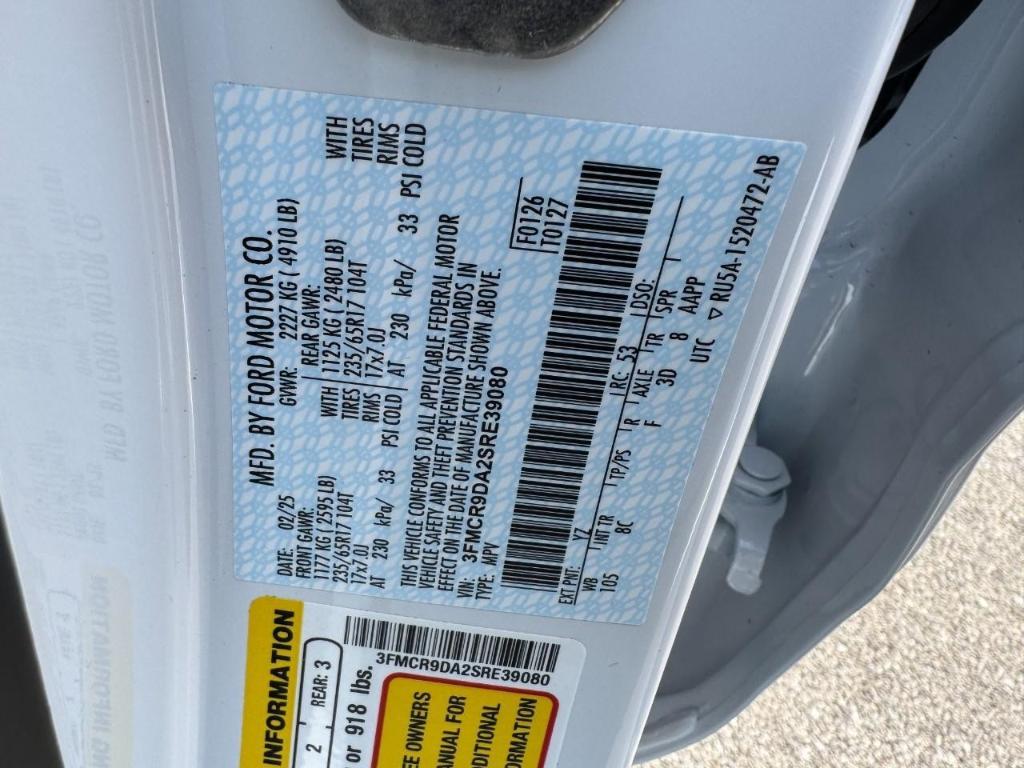 MFD. BY FORD MOTOR CO.
DATE: 02/25 GVWR: 2227 KG ( 4910 LB)
FRONT GAWR: REAR GAWR:
1177 KG( 2595 LB) WITH 1125 KG ( 2480 LB) WITH
235/65R17 104T TIRES 235/65R17 104T TIRES
17x7.0J RIMS 17x7.0J RIMS
AT 230 kPa/ 33 PSI COLD AT 230 kPa/ 33 PSI COLD
THIS VEHICLE CONFORMS TO ALL APPLICABLE FEDERAL MOTOR
VEHICLE SAFETY AND THEFT PREVENTION STANDARDS IN
EFFECT ON THE DATE OF MANUFACTURE SHOWN ABOVE.
VIN: 3FMCR9DA2SRE39080
TYPE: MPV
F0126
T0127
EXT PNT: YZ RC: 53 DSO:
WB INT TR TP/PS R AXLE TR SPR
105 8C F 3D 8 AAPP
UTC ▽ RU5A-1520472-AB
3FMCR9DA2SRE39080
INFORMATION
2 REAR: 3
or 918 lbs.
EE OWNERS
ANUAL FOR
DDITIONAL
ORMATION